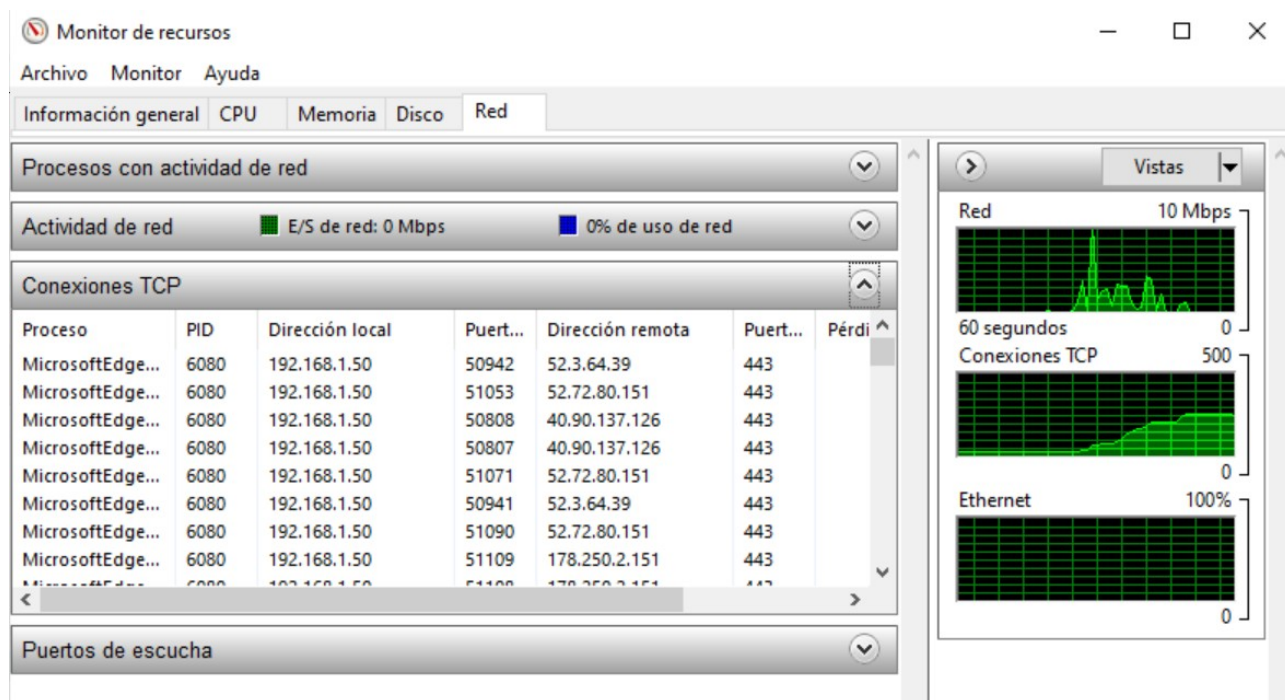 Monitor de recursos
Archivo Monitor Ayuda
Información general CPU Memoria Disco Red
Procesos con actividad de red
Actividad de red E/S de red: 0 Mbps 0% de uso de red
Conexiones TCP
Proceso PID Dirección local Puert... Dirección remota Puert... Pérdi
MicrosoftEdge... 6080 192.168.1.50 50942 52.3.64.39 443
MicrosoftEdge... 6080 192.168.1.50 51053 52.72.80.151 443
MicrosoftEdge... 6080 192.168.1.50 50808 40.90.137.126 443
MicrosoftEdge... 6080 192.168.1.50 50807 40.90.137.126 443
MicrosoftEdge... 6080 192.168.1.50 51071 52.72.80.151 443
MicrosoftEdge... 6080 192.168.1.50 50941 52.3.64.39 443
MicrosoftEdge... 6080 192.168.1.50 51090 52.72.80.151 443
MicrosoftEdge... 6080 192.168.1.50 51109 178.250.2.151 443
Puertos de escucha
Vistas
Red 10 Mbps
60 segundos 0
Conexiones TCP 500
0
Ethernet 100%
0